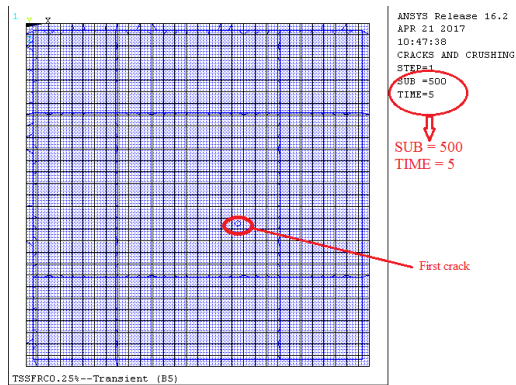 1
Y
X
ANSYS Release 16.2
APR 21 2017
10:47:38
CRACKS AND CRUSHING
STEP=1
SUB =500
TIME=5
SUB = 500
TIME = 5
First crack
TSSFRC0.25%--Transient (B5)